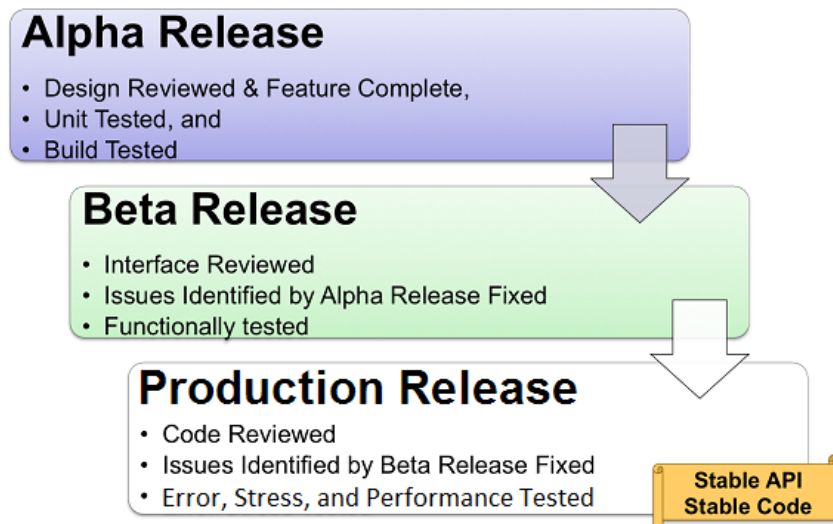 Alpha Release
• Design Reviewed & Feature Complete,
• Unit Tested, and
• Build Tested
Beta Release
• Interface Reviewed
• Issues Identified by Alpha Release Fixed
• Functionally tested
Production Release
• Code Reviewed
• Issues Identified by Beta Release Fixed
• Error, Stress, and Performance Tested
Stable API
Stable Code